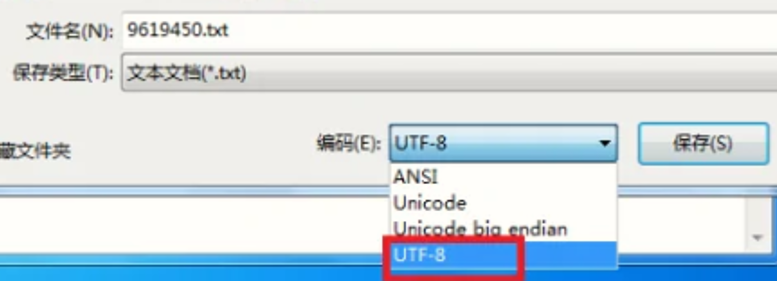 文件名(N): 9619450.txt
保存类型(T): 文本文档(*.txt)
藏文件夹 编码(E): UTF-8 保存(S)
ANSI
Unicode
Unicode big endian
UTF-8